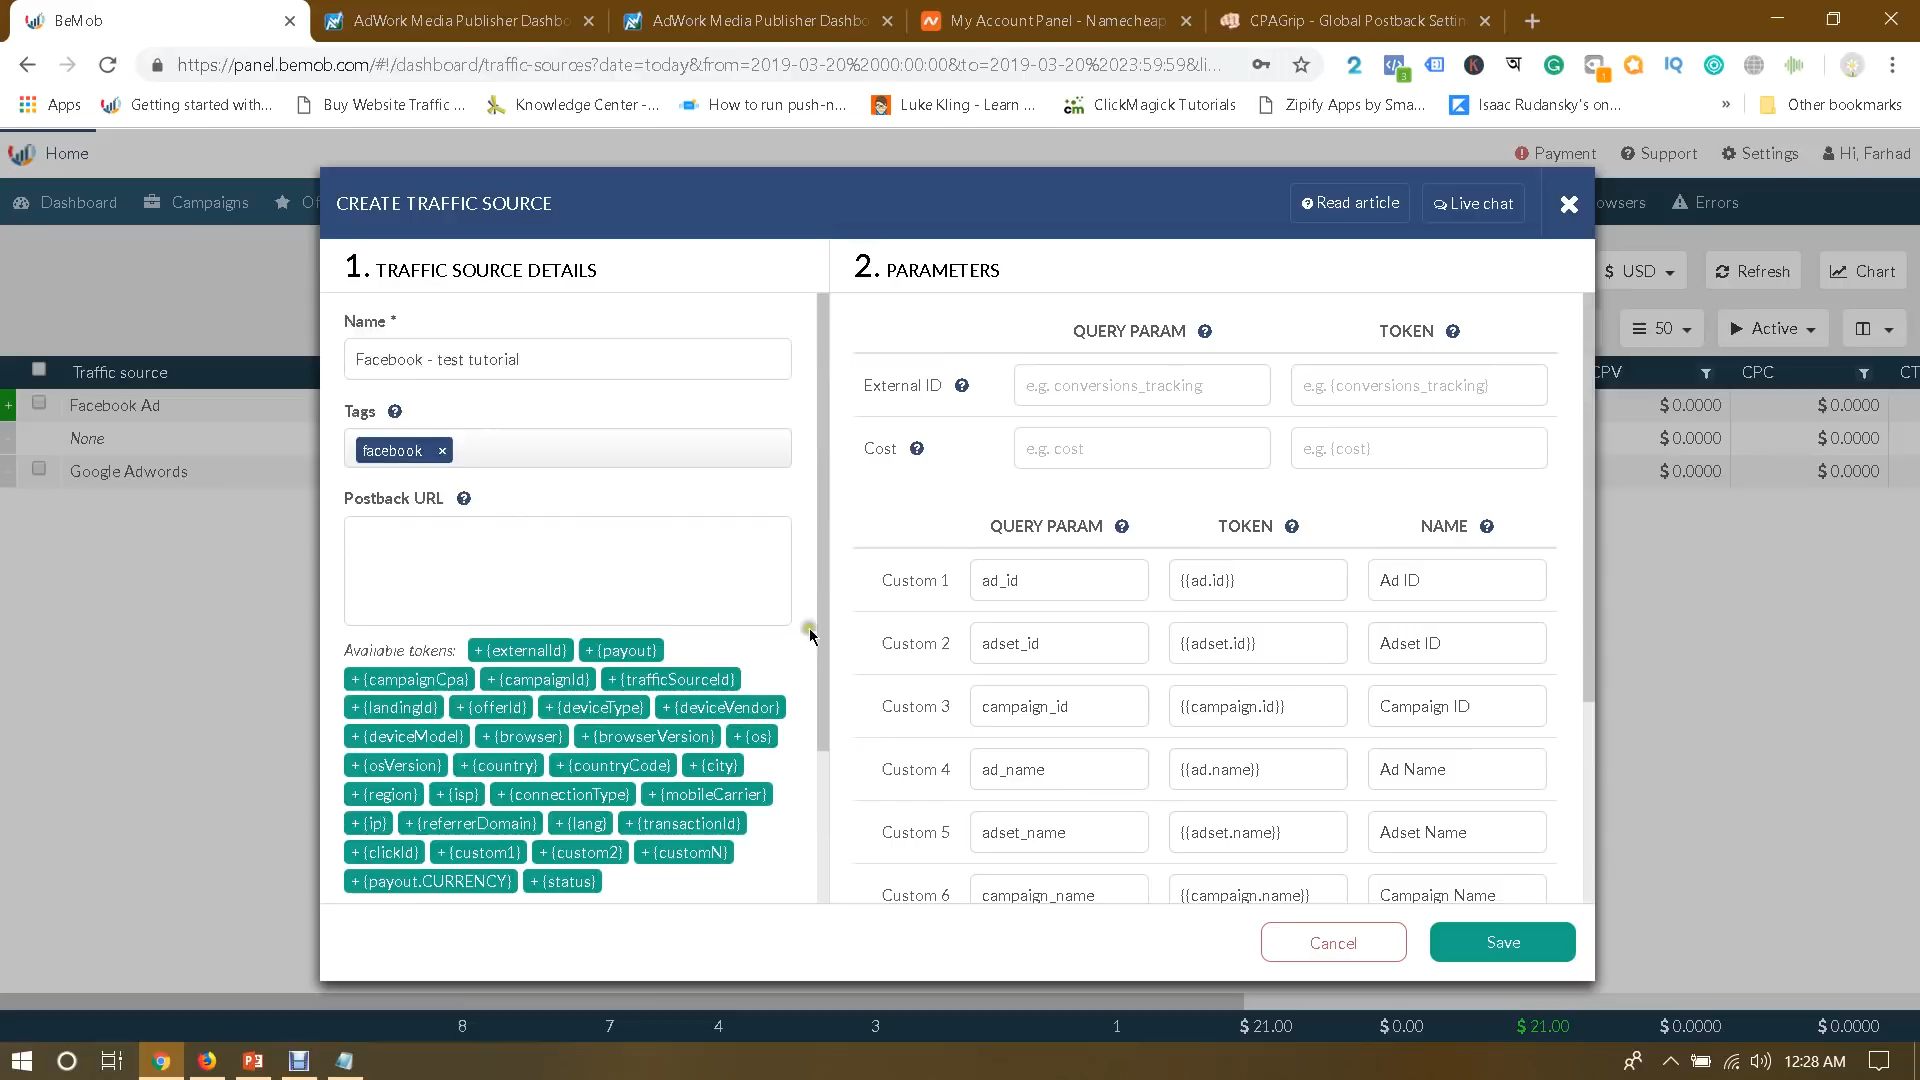 BeMob
AdWork Media Publisher Dashbo
AdWork Media Publisher Dashbo
My Account Panel - Namecheap
CPAGrip - Global Postback Settin
https://panel.bemob.com/#!/dashboard/traffic-sources?date=today&from=2019-03-20%2000:00:00&to=2019-03-20%2023:59:59&li...
Apps
Getting started with...
Buy Website Traffic ...
Knowledge Center -...
How to run push-n...
Luke Kling - Learn ...
ClickMagick Tutorials
Zipify Apps by Sma...
Isaac Rudansky's on...
»
Other bookmarks
Home
Payment
Support
Settings
Hi, Farhad
Dashboard
Campaigns
Of
CREATE TRAFFIC SOURCE
Read article
Live chat
owsers
Errors
1. TRAFFIC SOURCE DETAILS
2. PARAMETERS
$ USD
Refresh
Chart
50
Active
Traffic source
CPV
CPC
CT
Facebook Ad
$ 0.0000
$ 0.0000
None
$ 0.0000
$ 0.0000
Google Adwords
$ 0.0000
$ 0.0000
Name *
Facebook - test tutorial
Tags
facebook ×
Postback URL
Available tokens: + {externalId} + {payout}
+ {campaignCpa} + {campaignId} + {trafficSourceId}
+ {landingId} + {offerId} + {deviceType} + {deviceVendor}
+ {deviceModel} + {browser} + {browserVersion} + {os}
+ {osVersion} + {country} + {countryCode} + {city}
+ {region} + {isp} + {connectionType} + {mobileCarrier}
+ {ip} + {referrerDomain} + {lang} + {transactionId}
+ {clickId} + {custom1} + {custom2} + {customN}
+ {payout.CURRENCY} + {status}
QUERY PARAM
TOKEN
External ID
e.g. conversions_tracking
e.g. {conversions_tracking}
Cost
e.g. cost
e.g. {cost}
QUERY PARAM
TOKEN
NAME
Custom 1 ad_id {{ad.id}} Ad ID
Custom 2 adset_id {{adset.id}} Adset ID
Custom 3 campaign_id {{campaign.id}} Campaign ID
Custom 4 ad_name {{ad.name}} Ad Name
Custom 5 adset_name {{adset.name}} Adset Name
Custom 6 campaign_name {{campaign.name}} Campaign Name
Cancel
Save
8 7 4 3 1 $ 21.00 $ 0.00 $ 21.00 $ 0.0000 $ 0.0000
12:28 AM